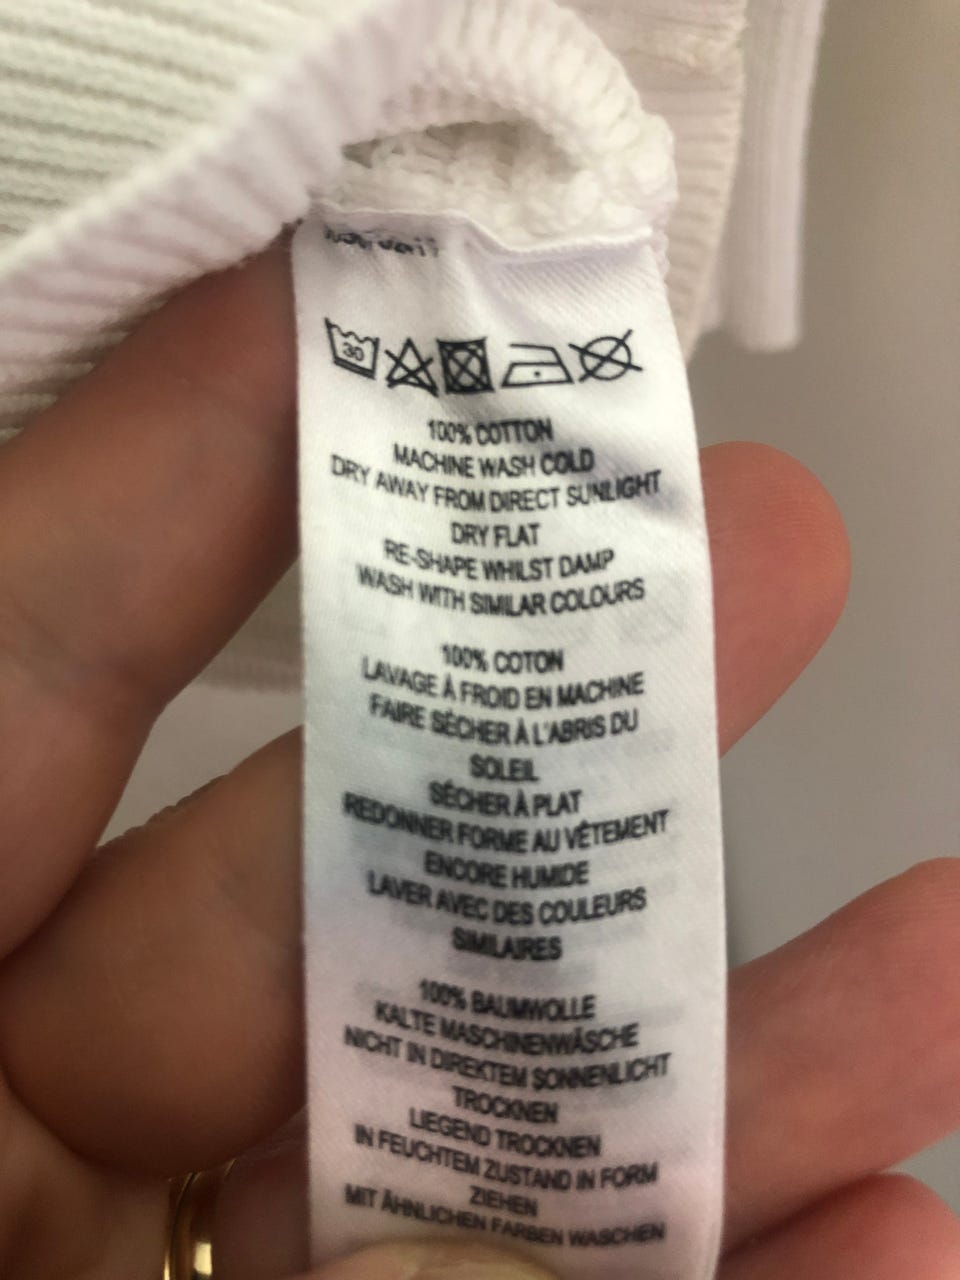 30
100% COTTON
MACHINE WASH COLD
DRY AWAY FROM DIRECT SUNLIGHT
DRY FLAT
RE-SHAPE WHILST DAMP
WASH WITH SIMILAR COLOURS
100% COTON
LAVAGE À FROID EN MACHINE
FAIRE SÉCHER À L'ABRIS DU
SOLEIL
SÉCHER À PLAT
REDONNER FORME AU VÊTEMENT
ENCORE HUMIDE
LAVER AVEC DES COULEURS
SIMILAIRES
100% BAUMWOLLE
KALTE MASCHINENWÄSCHE
NICHT IN DIREKTEM SONNENLICHT
TROCKNEN
LIEGEND TROCKNEN
IN FEUCHTEM ZUSTAND IN FORM
ZIEHEN
MIT ÄHNLICHEN FARBEN WASCHEN